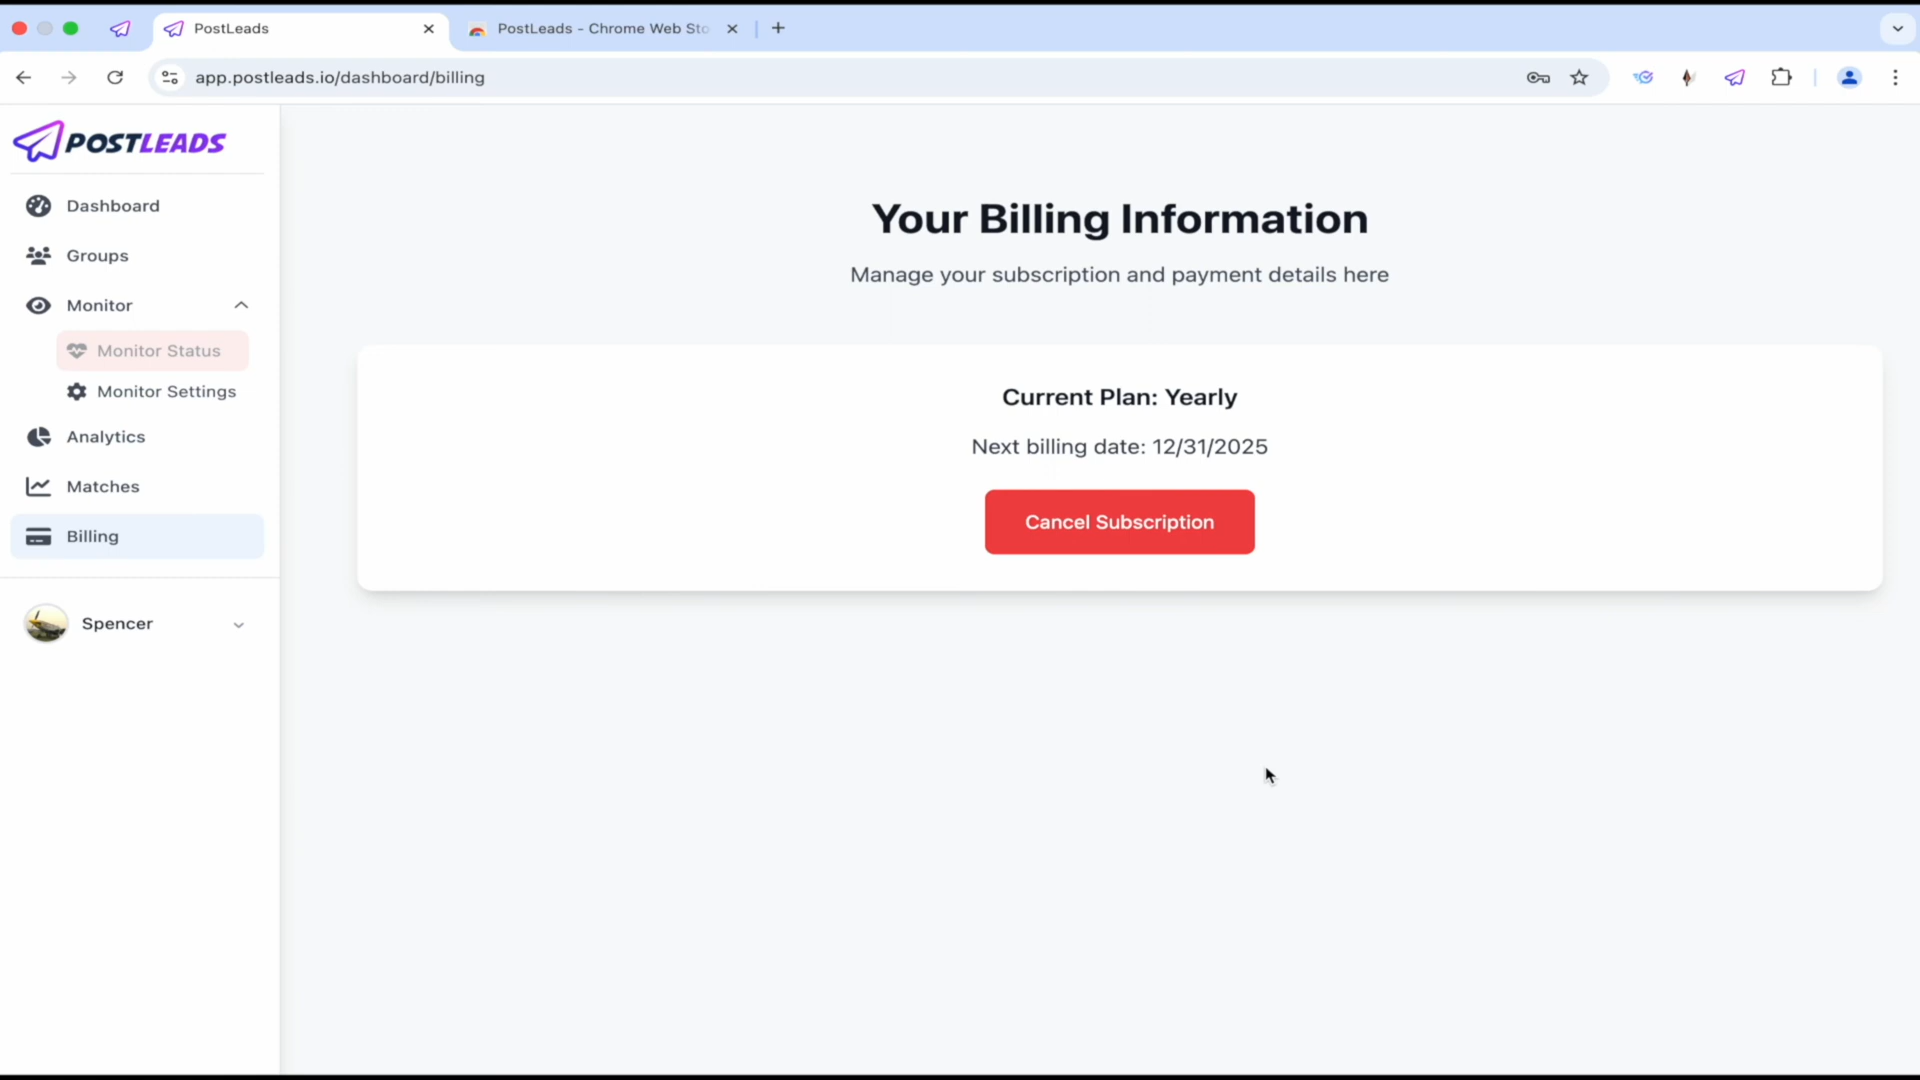 PostLeads
PostLeads - Chrome Web Sto
app.postleads.io/dashboard/billing
POSTLEADS
Dashboard
Groups
Monitor
Monitor Status
Monitor Settings
Analytics
Matches
Billing
Spencer
Your Billing Information
Manage your subscription and payment details here
Current Plan: Yearly
Next billing date: 12/31/2025
Cancel Subscription